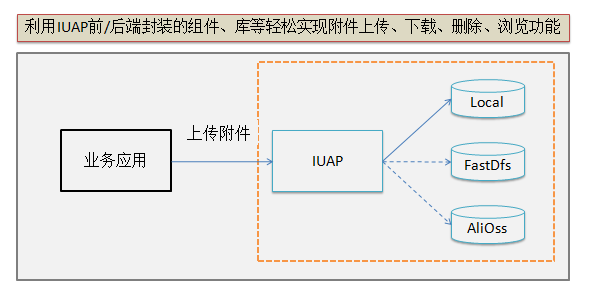 利用IUAP前/后端封装的组件、库等轻松实现附件上传、下载、删除、浏览功能
Local
上传附件
业务应用
IUAP
FastDfs
AliOss